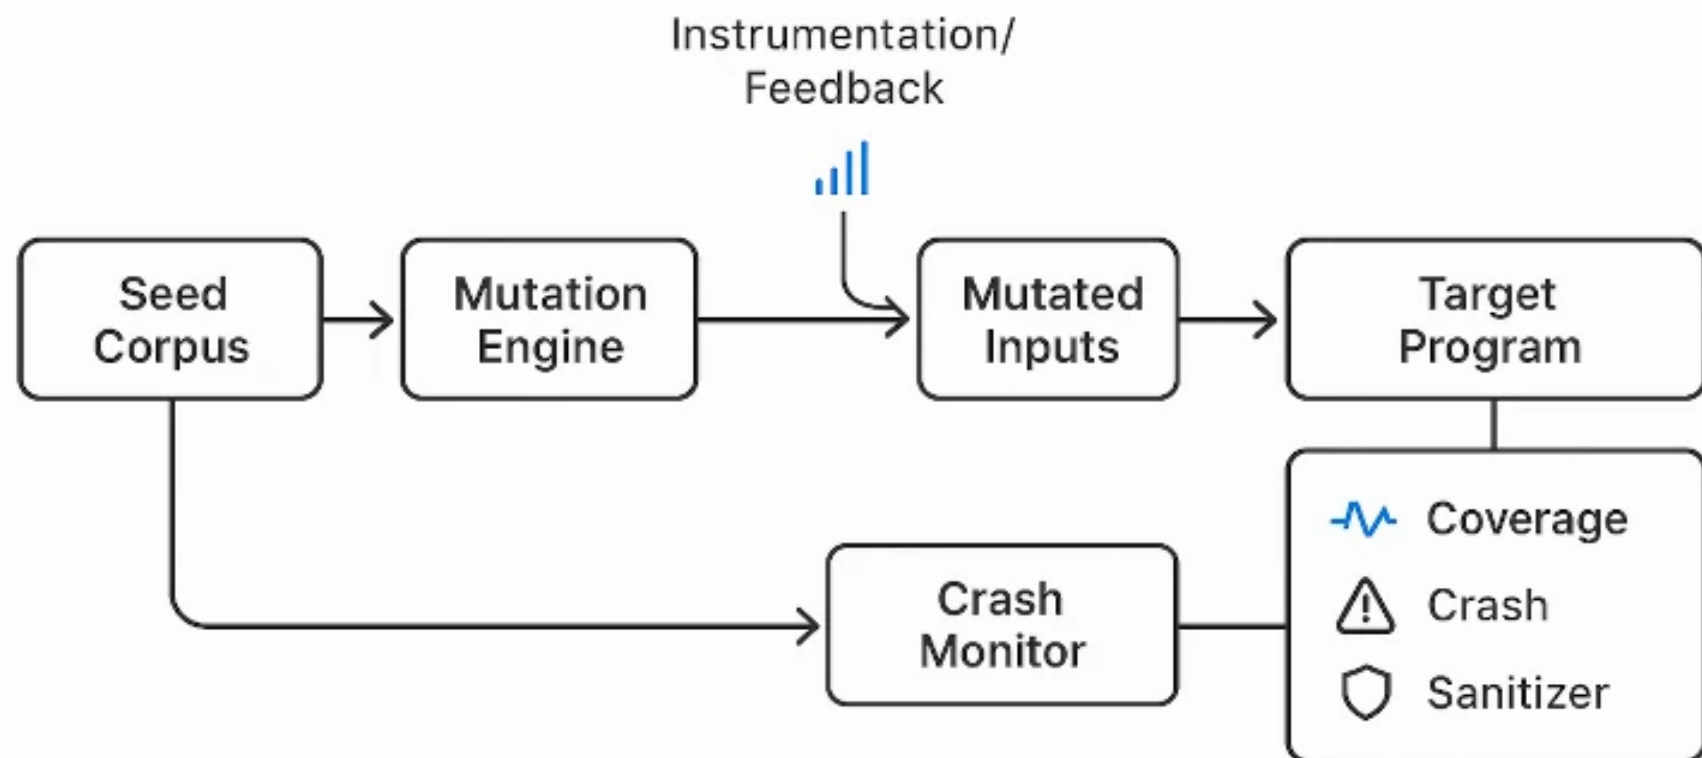 Instrumentation/
Feedback
Seed
Corpus
Mutation
Engine
Mutated
Inputs
Target
Program
Coverage
Crash
Sanitizer
Crash
Monitor